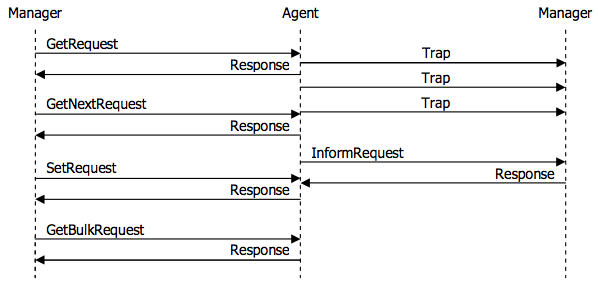 Manager Agent Manager
GetRequest
Trap
Response
Trap
GetNextRequest
Trap
Response
InformRequest
SetRequest
Response
Response
GetBulkRequest
Response